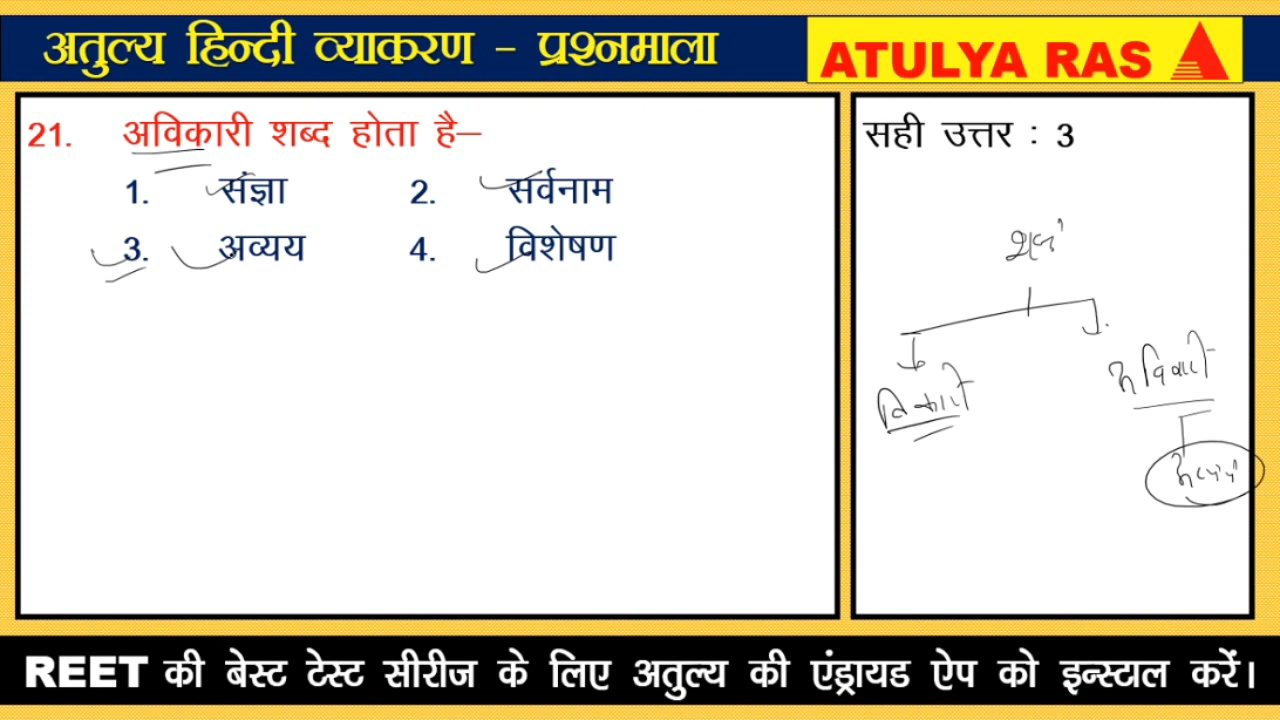 अतुल्य हिन्दी व्याकरण - प्रश्नमाला
ATULYA RAS
21. अविकारी शब्द होता है–
1. संज्ञा 2. सर्वनाम
3. अव्यय 4. विशेषण
सही उत्तर : 3
शब्द
विकारी
अविकारी
अव्यय
REET की बेस्ट टेस्ट सीरीज के लिए अतुल्य की एंड्रायड ऐप को इन्स्टाल करें।